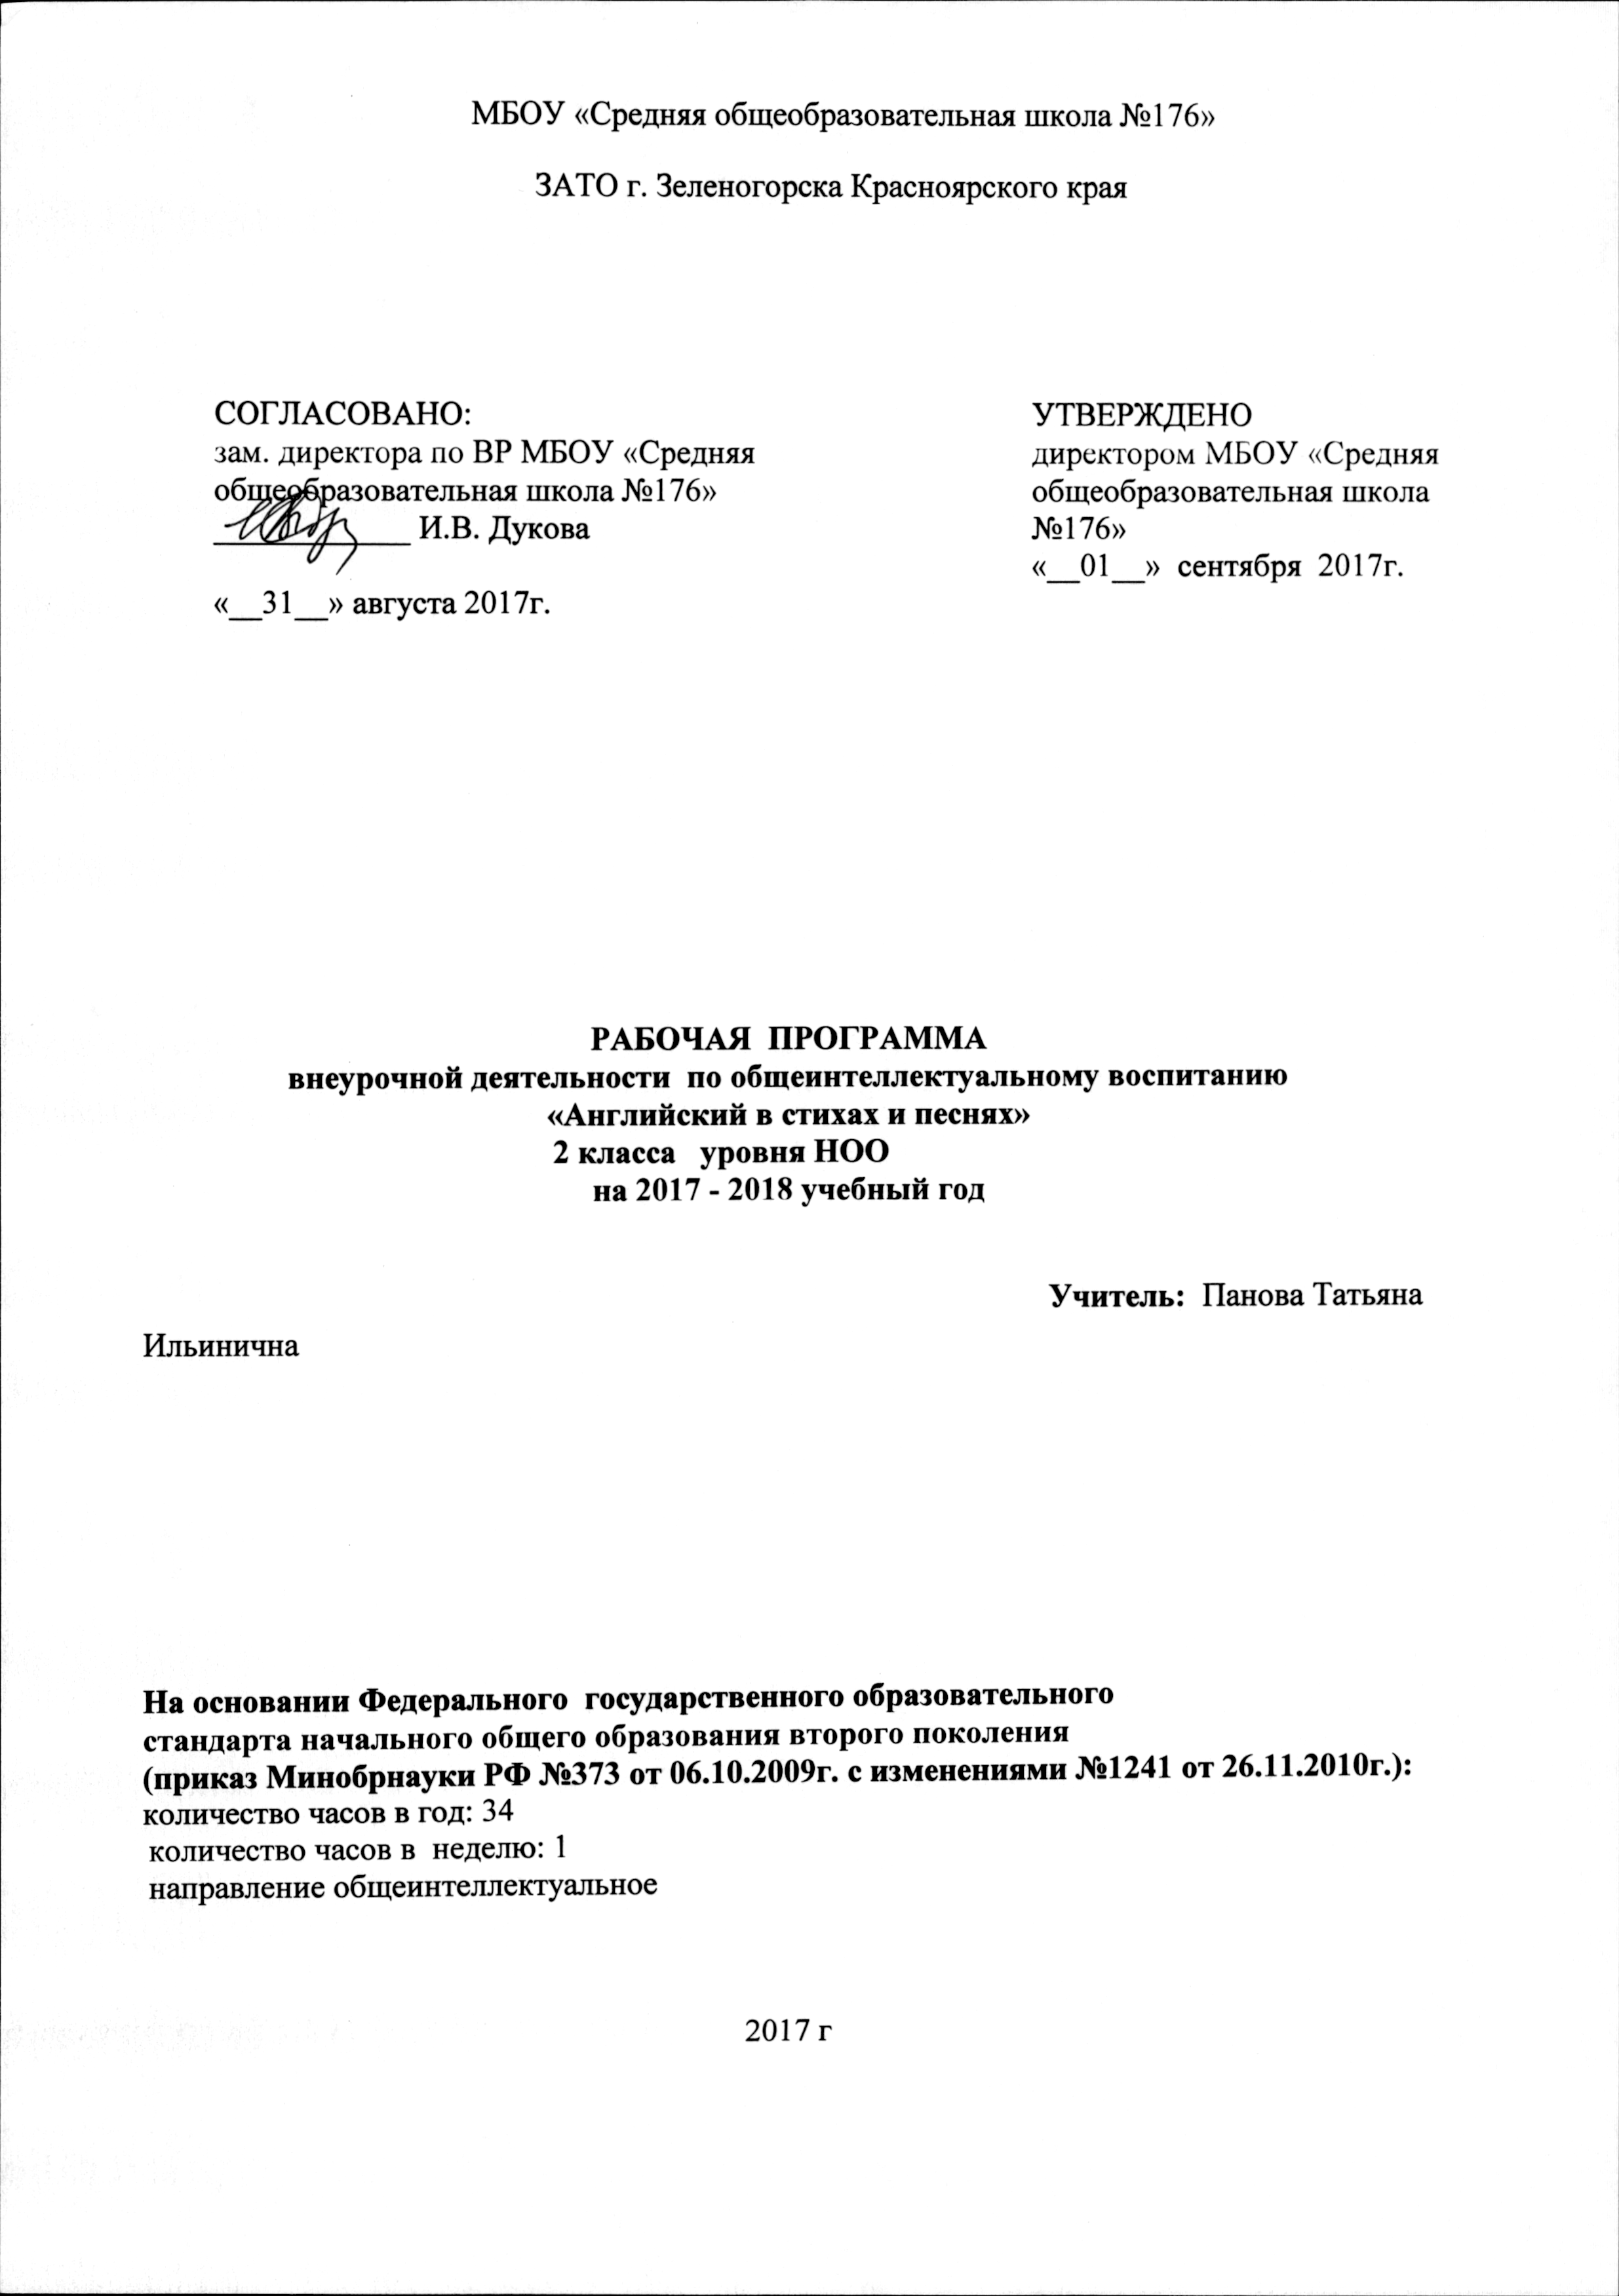 МБОУ «Средняя общеобразовательная школа №176»
ЗАТО г. Зеленогорска Красноярского края
СОГЛАСОВАНО:
зам. директора по ВР МБОУ «Средняя
общеобразовательная школа №176»
____________ И.В. Дукова
«__31__» августа 2017г.
УТВЕРЖДЕНО
директором МБОУ «Средняя
общеобразовательная школа
№176»
«__01__»  сентября  2017г.
РАБОЧАЯ  ПРОГРАММА
внеурочной деятельности  по общеинтеллектуальному воспитанию
«Английский в стихах и песнях»
2 класса   уровня НОО
на 2017 - 2018 учебный год
Учитель:  Панова Татьяна
Ильинична
На основании Федерального  государственного образовательного
стандарта начального общего образования второго поколения
(приказ Минобрнауки РФ №373 от 06.10.2009г. с изменениями №1241 от 26.11.2010г.):
количество часов в год: 34
количество часов в  неделю: 1
направление общеинтеллектуальное
2017 г